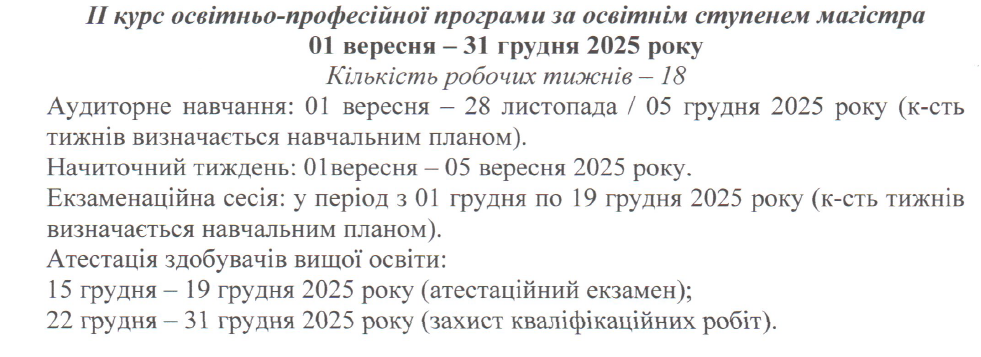 ІІ курс освітньо-професійної програми за освітнім ступенем магістра
01 вересня – 31 грудня 2025 року
Кількість робочих тижнів – 18
Аудиторне навчання: 01 вересня – 28 листопада / 05 грудня 2025 року (к-сть
тижнів визначається навчальним планом).
Начиточний тиждень: 01вересня – 05 вересня 2025 року.
Екзаменаційна сесія: у період з 01 грудня по 19 грудня 2025 року (к-сть тижнів
визначається навчальним планом).
Атестація здобувачів вищої освіти:
15 грудня – 19 грудня 2025 року (атестаційний екзамен);
22 грудня – 31 грудня 2025 року (захист кваліфікаційних робіт).